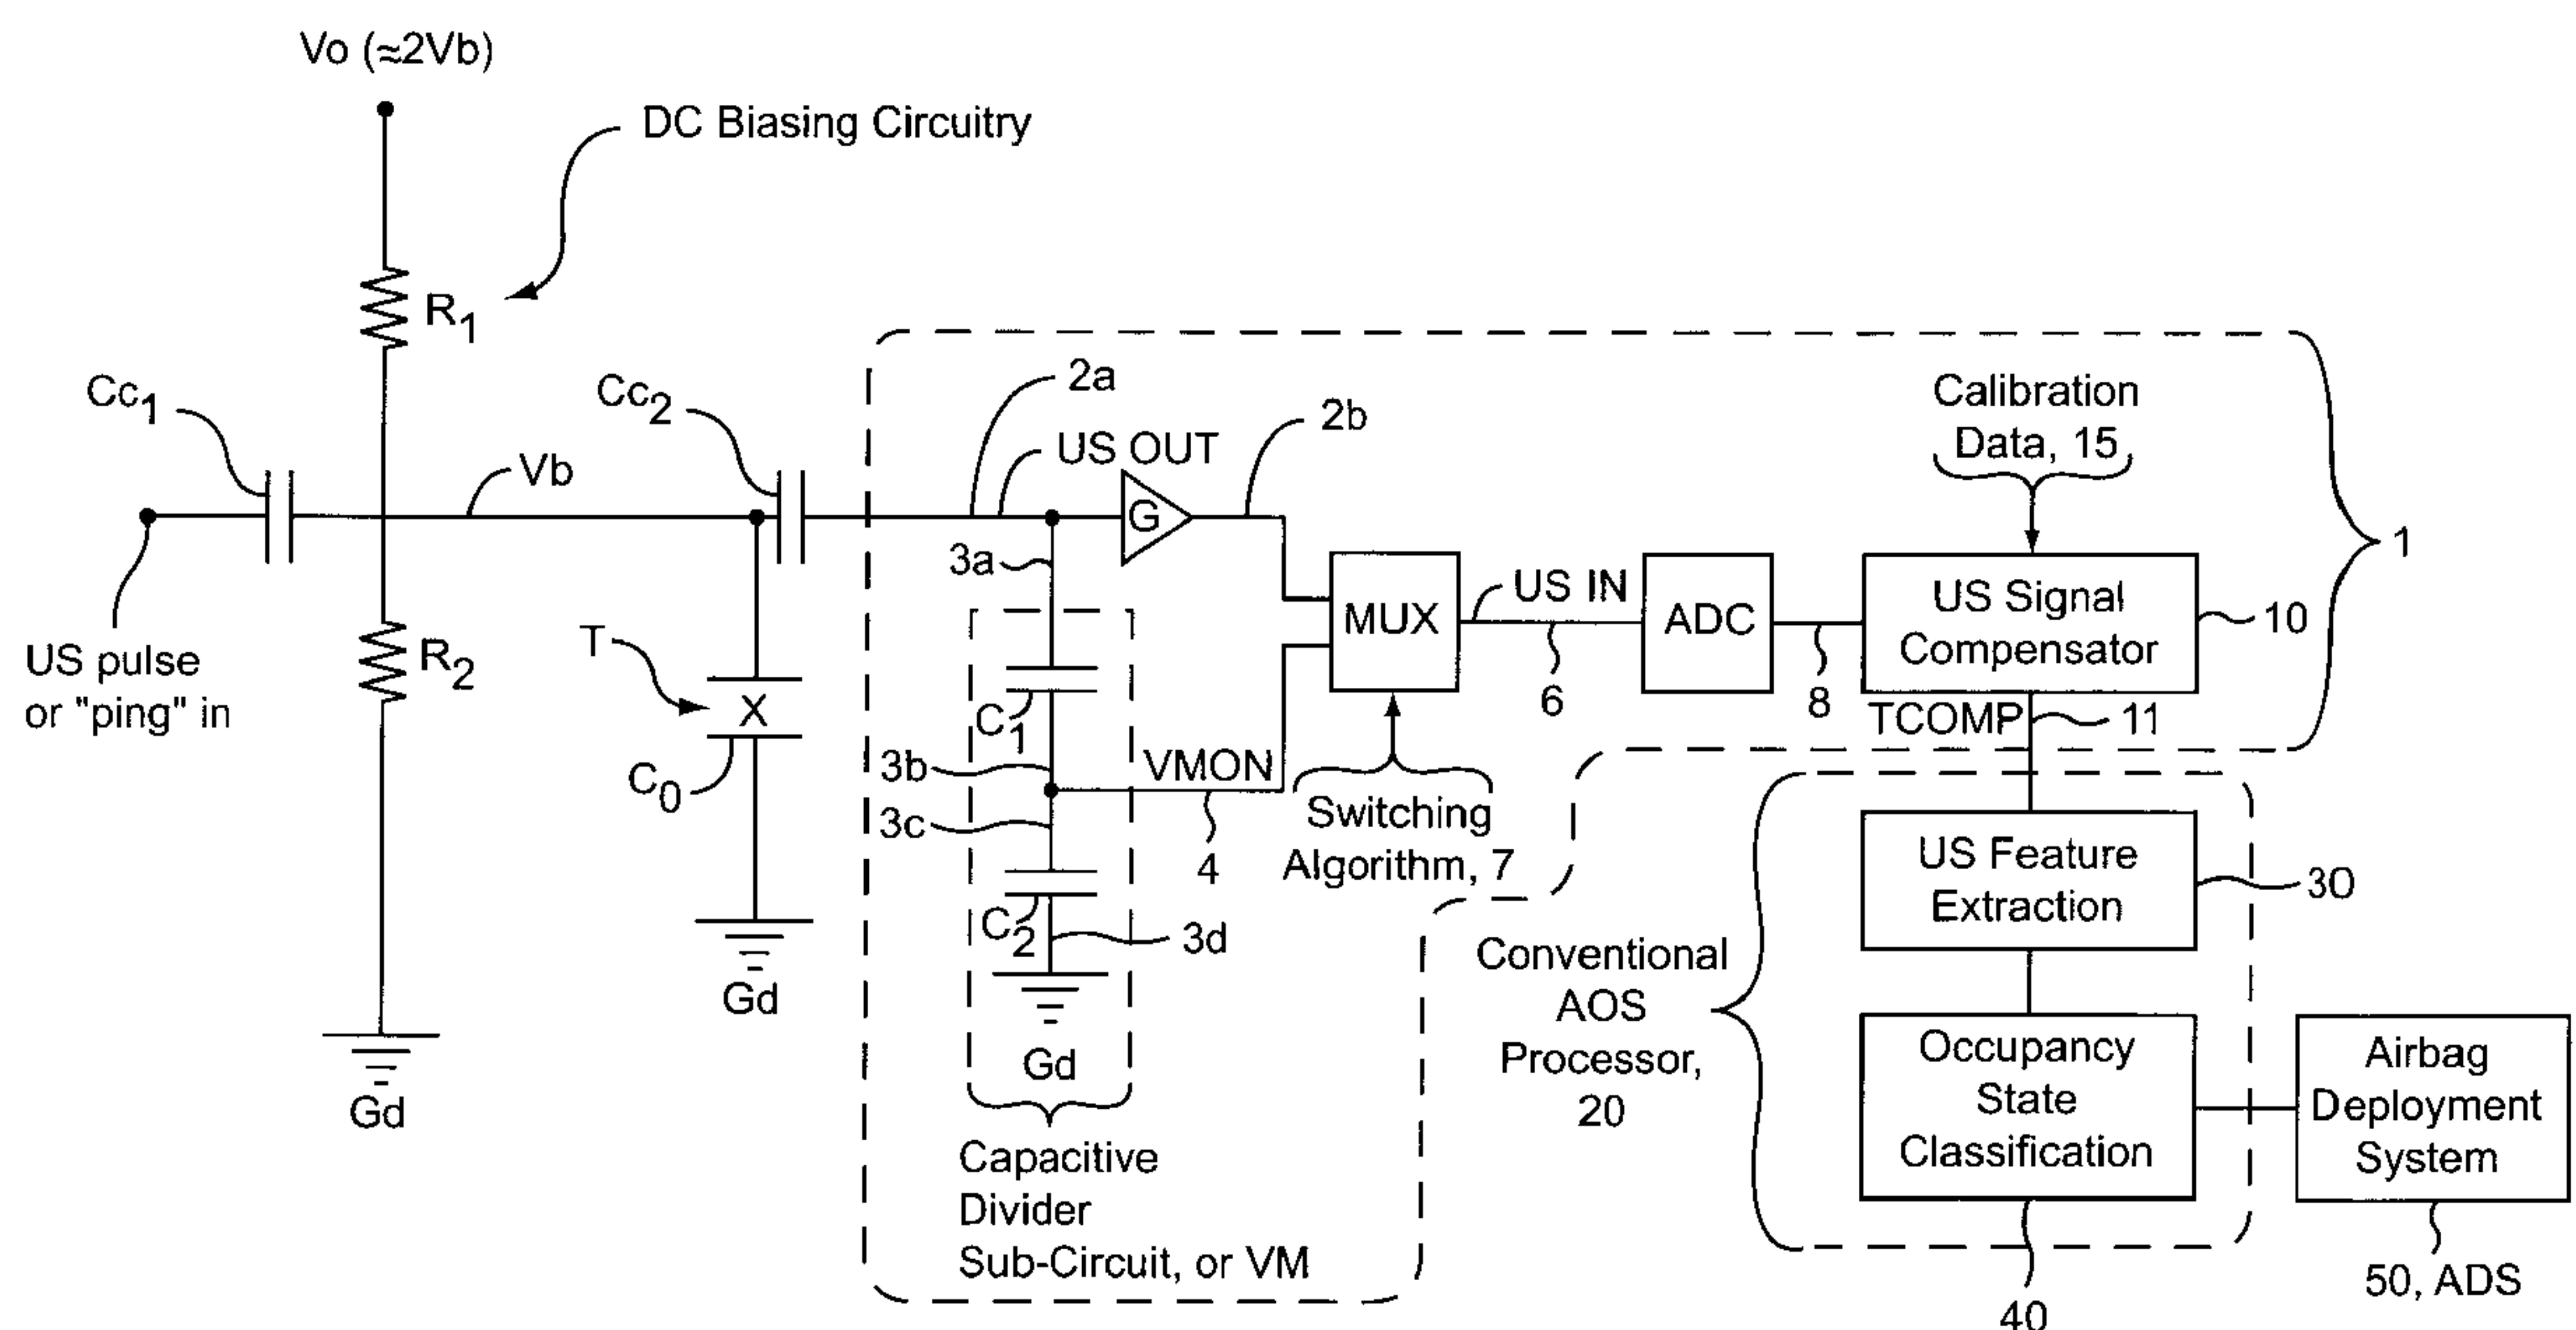 Vo (≈2Vb)
DC Biasing Circuitry
R1
Cc1
Cc2
Vb
2a
US OUT
2b
G
3a
Calibration
Data, 15
1
US pulse
or "ping" in
R2
T
X
C0
Gd
Gd
C1
3b
VMON
3c
4
C2
3d
Gd
Capacitive
Divider
Sub-Circuit, or VM
MUX
Switching
Algorithm, 7
US IN
6
ADC
8
US Signal
Compensator
10
TCOMP
11
Conventional
AOS
Processor,
20
US Feature
Extraction
30
Occupancy
State
Classification
40
Airbag
Deployment
System
50, ADS